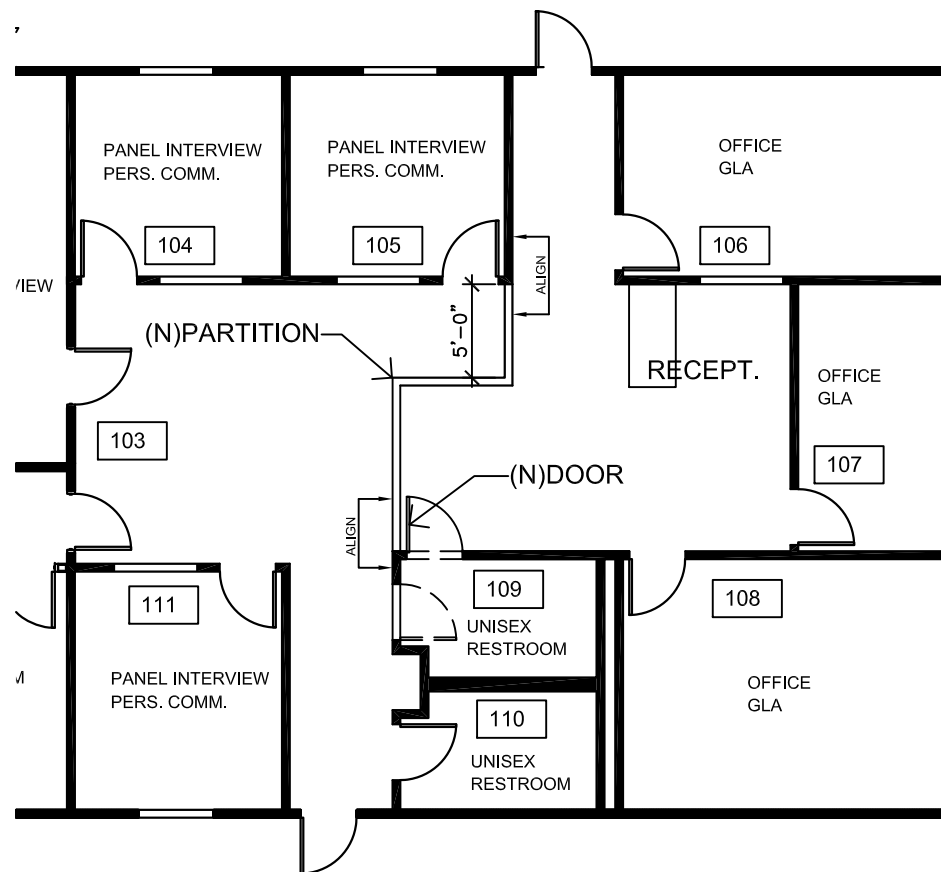 PANEL INTERVIEW
PERS. COMM.
104
PANEL INTERVIEW
PERS. COMM.
105
OFFICE
GLA
106
ALIGN
5'-0"
(N)PARTITION
RECEPT.
OFFICE
GLA
107
103
(N)DOOR
ALIGN
111
PANEL INTERVIEW
PERS. COMM.
109
UNISEX
RESTROOM
110
UNISEX
RESTROOM
108
OFFICE
GLA